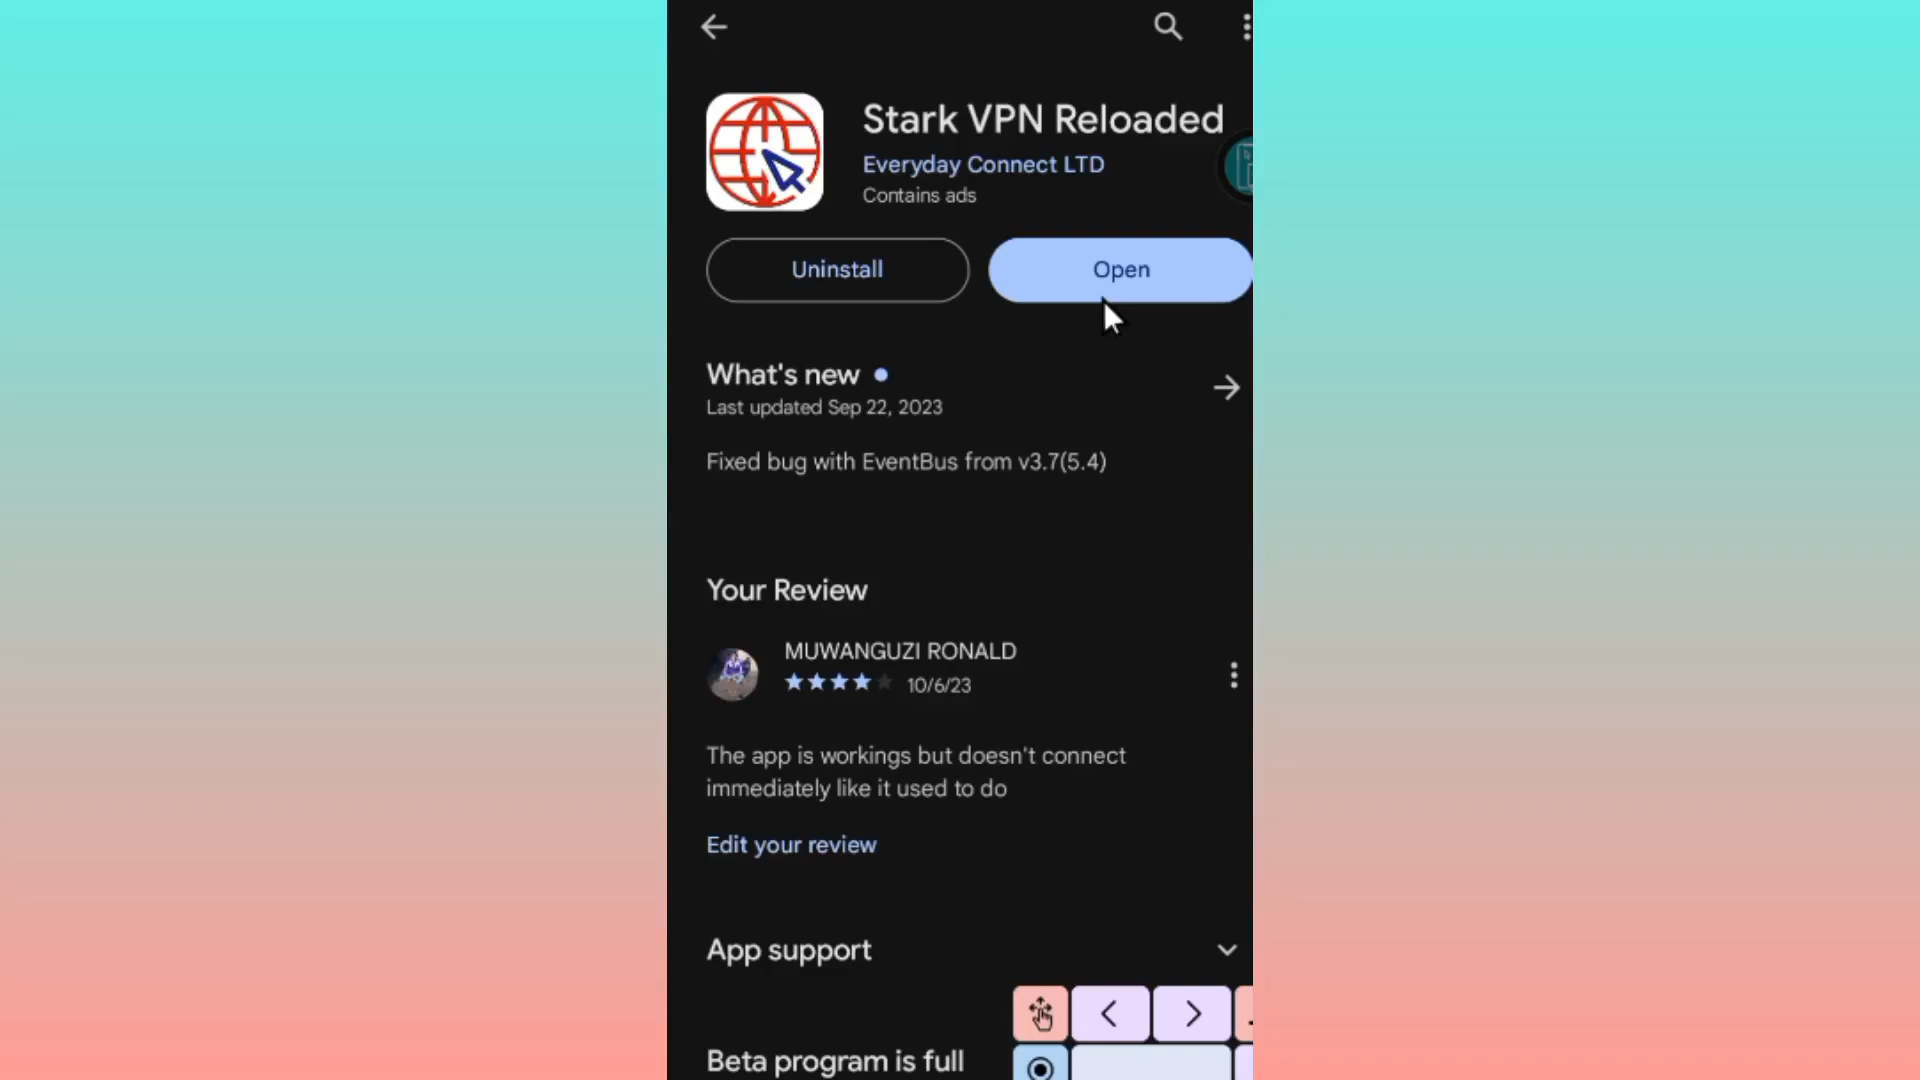 Stark VPN Reloaded
Everyday Connect LTD
Contains ads
Uninstall
Open
What's new
Last updated Sep 22, 2023
Fixed bug with EventBus from v3.7(5.4)
Your Review
MUWANGUZI RONALD
10/6/23
The app is workings but doesn't connect
immediately like it used to do
Edit your review
App support
Beta program is full